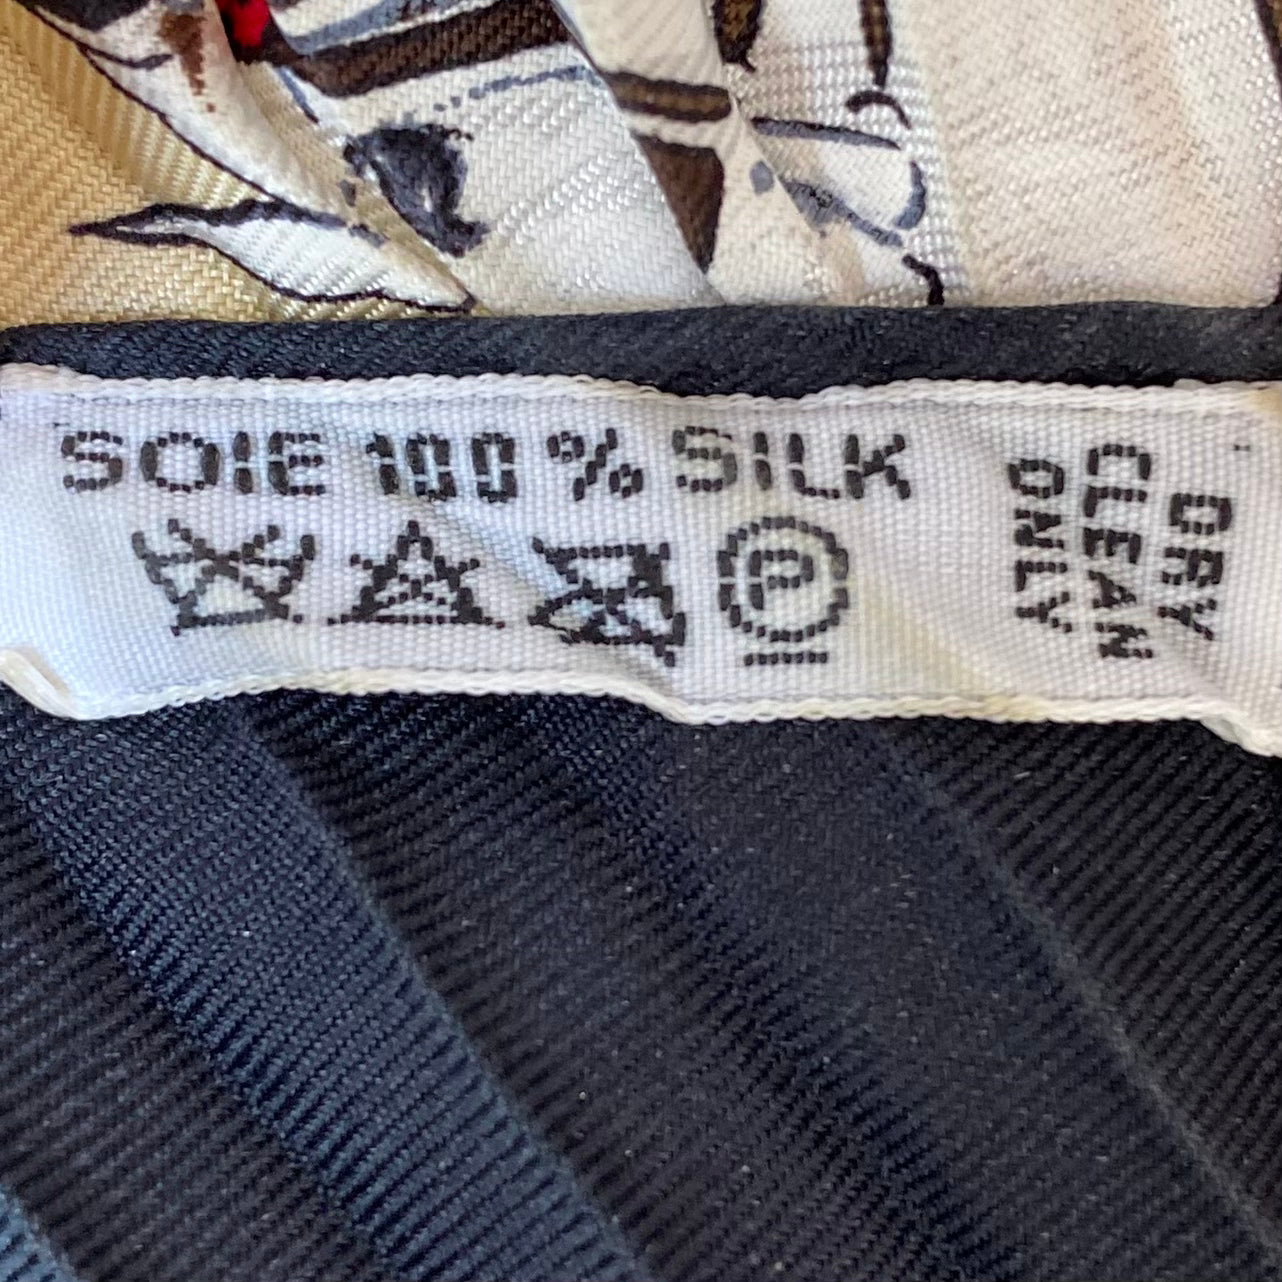 SOIE 100 % SILK
P
DRY
CLEAN
ONLY